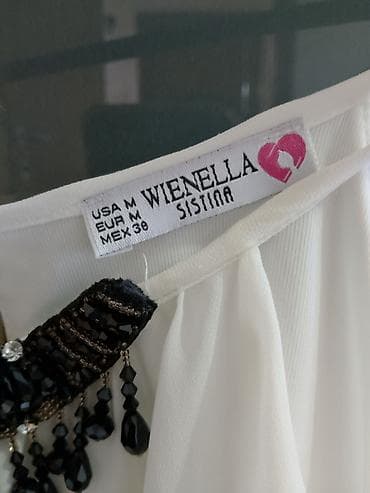 USA M
EUR M
MEX 38
WIENELLA
SISTINA